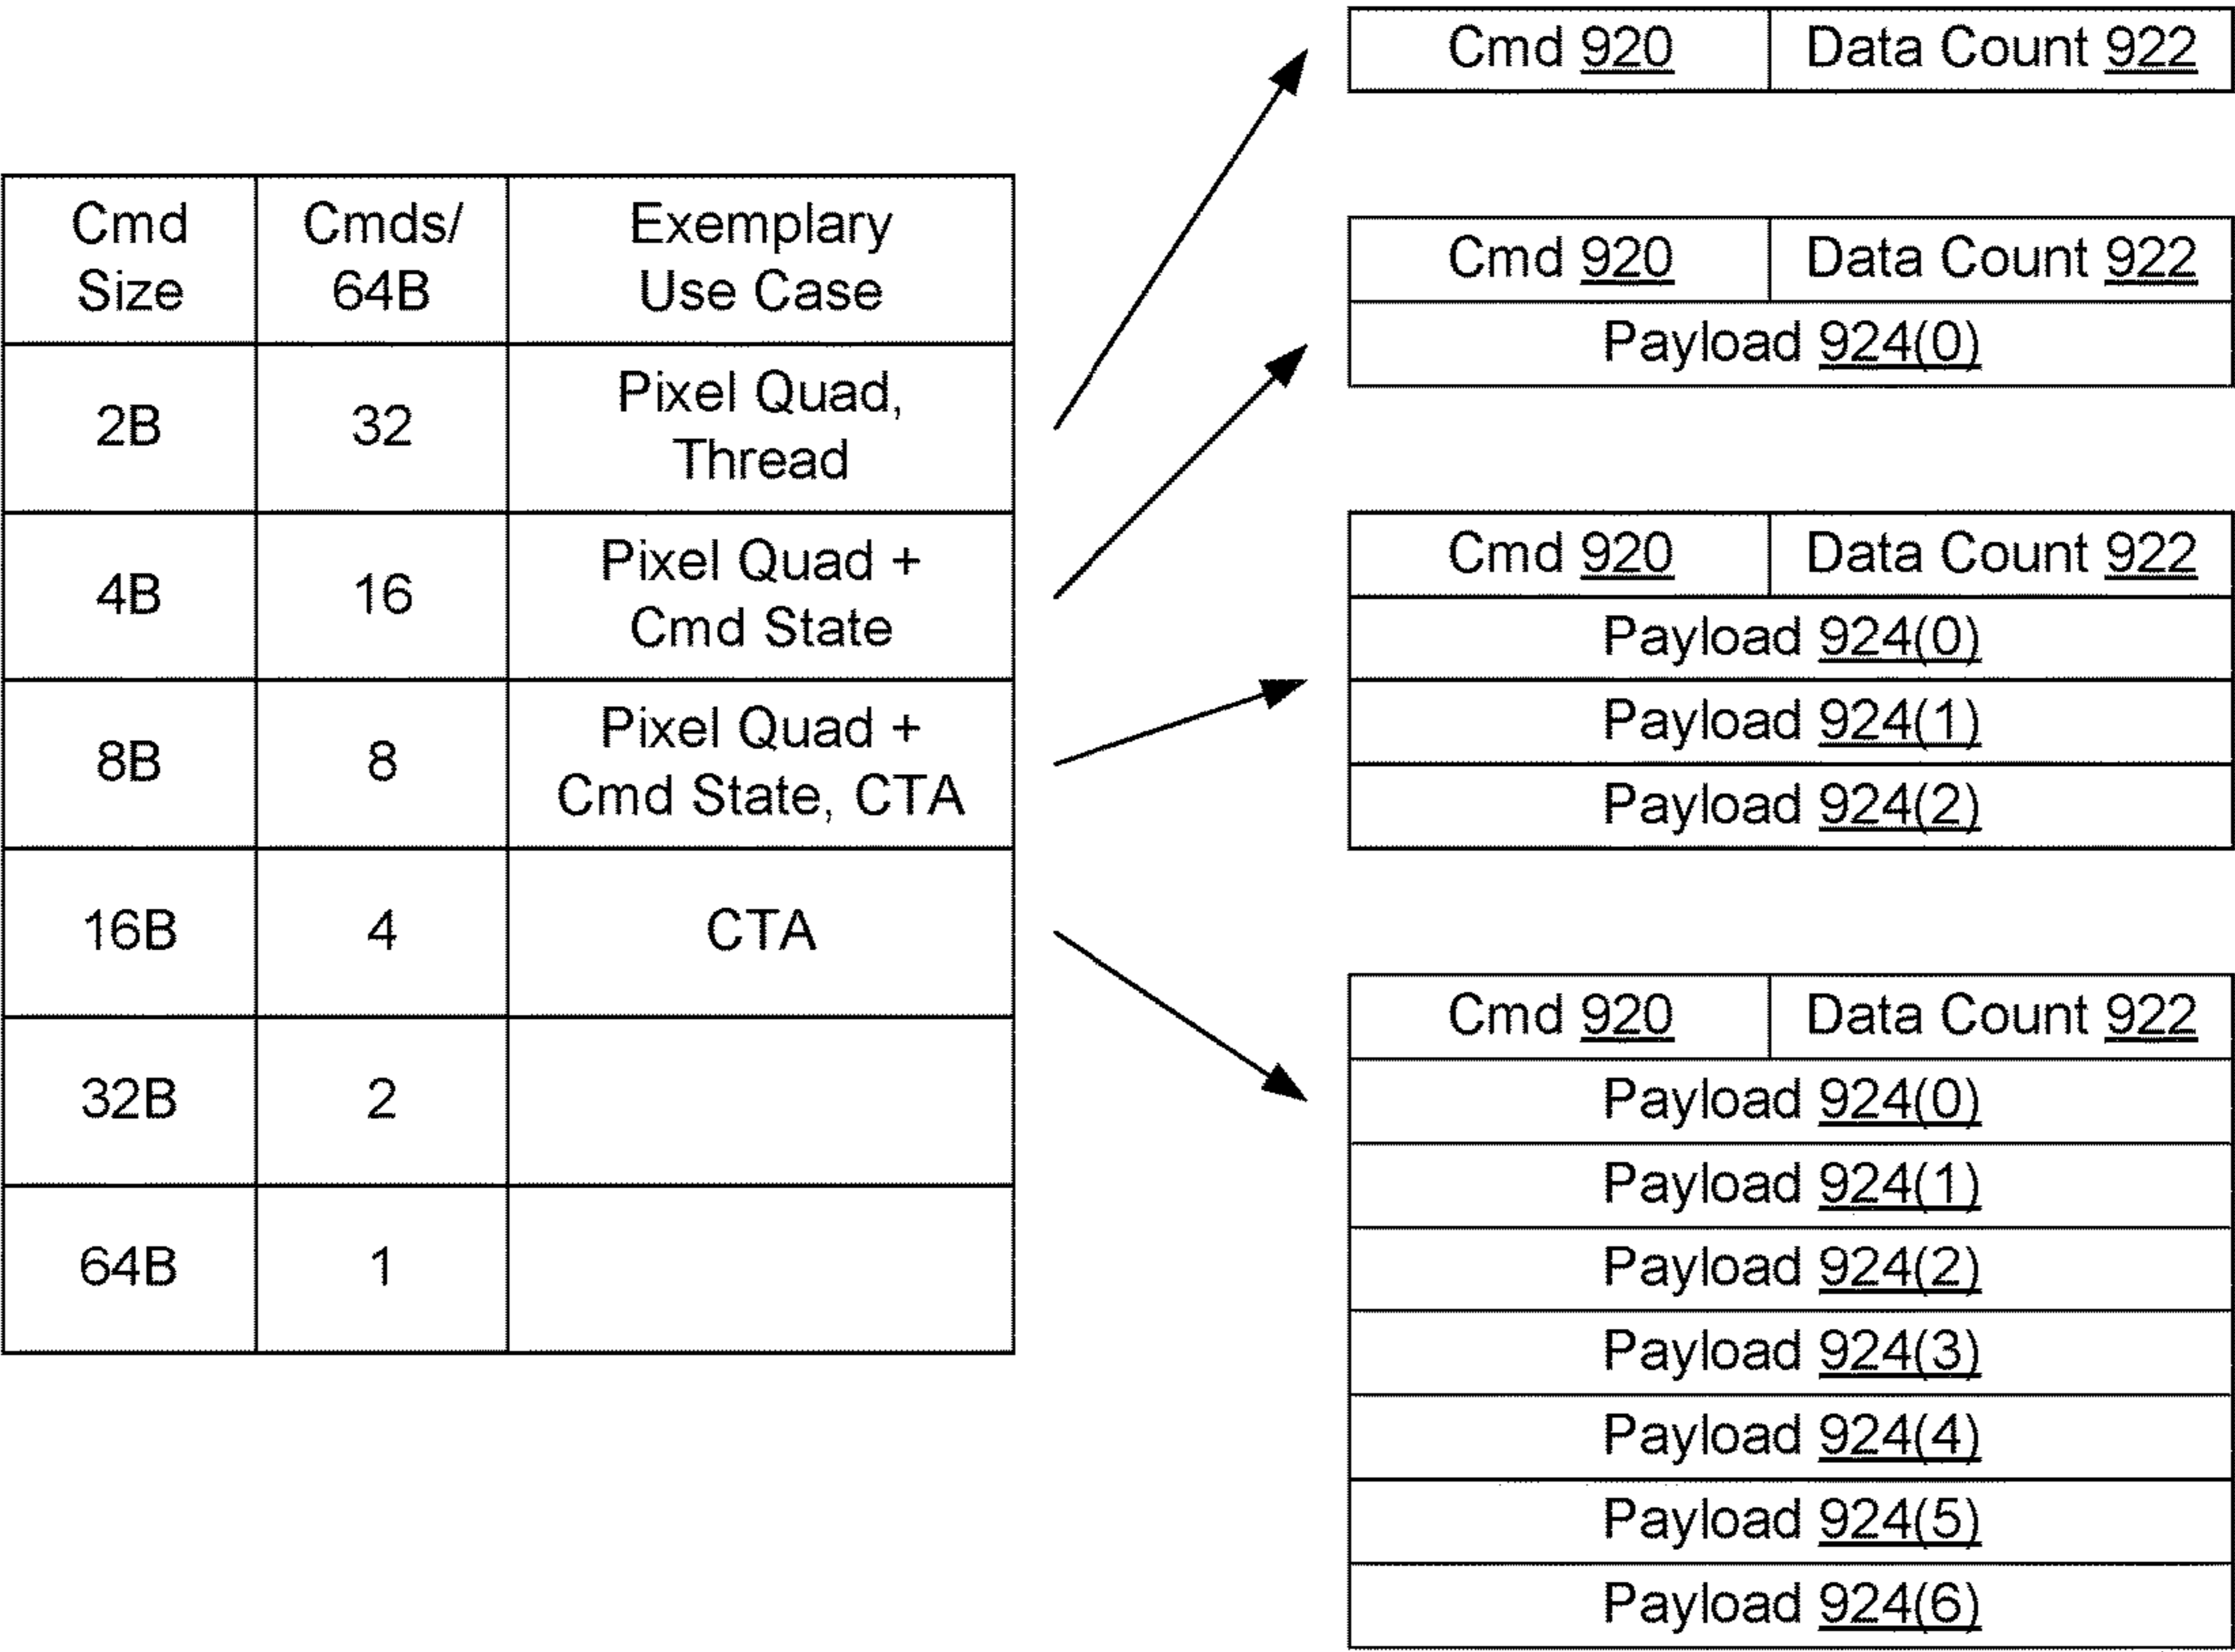 Cmd Size
Cmds/ 64B
Exemplary Use Case
2B
32
Pixel Quad,
Thread
4B
16
Pixel Quad +
Cmd State
8B
8
Pixel Quad +
Cmd State, CTA
16B
4
CTA
32B
2
64B
1
Cmd 920 Data Count 922
Cmd 920 Data Count 922
Payload 924(0)
Cmd 920 Data Count 922
Payload 924(0)
Payload 924(1)
Payload 924(2)
Cmd 920 Data Count 922
Payload 924(0)
Payload 924(1)
Payload 924(2)
Payload 924(3)
Payload 924(4)
Payload 924(5)
Payload 924(6)